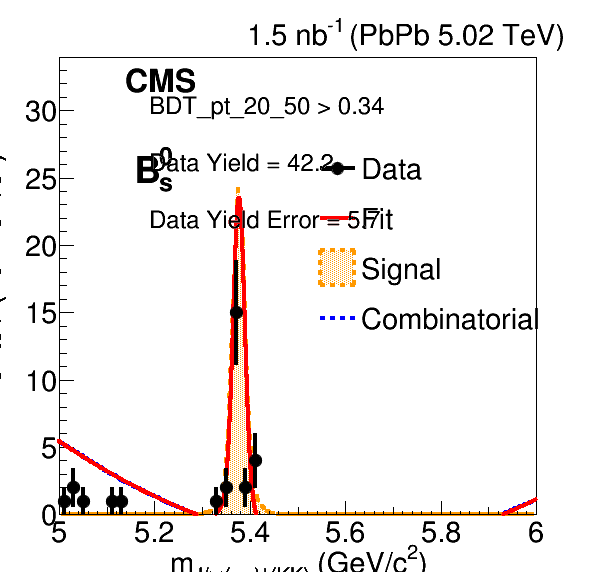 1.5 nb-1 (PbPb 5.02 TeV)
CMS
BDT_pt_20_50 > 0.34
B0s
Data Yield = 42.2
Data Yield Error = 5.7
Data
Fit
Signal
Combinatorial
30
25
20
15
10
5
0
5 5.2 5.4 5.6 5.8 6
m (GeV/c2)